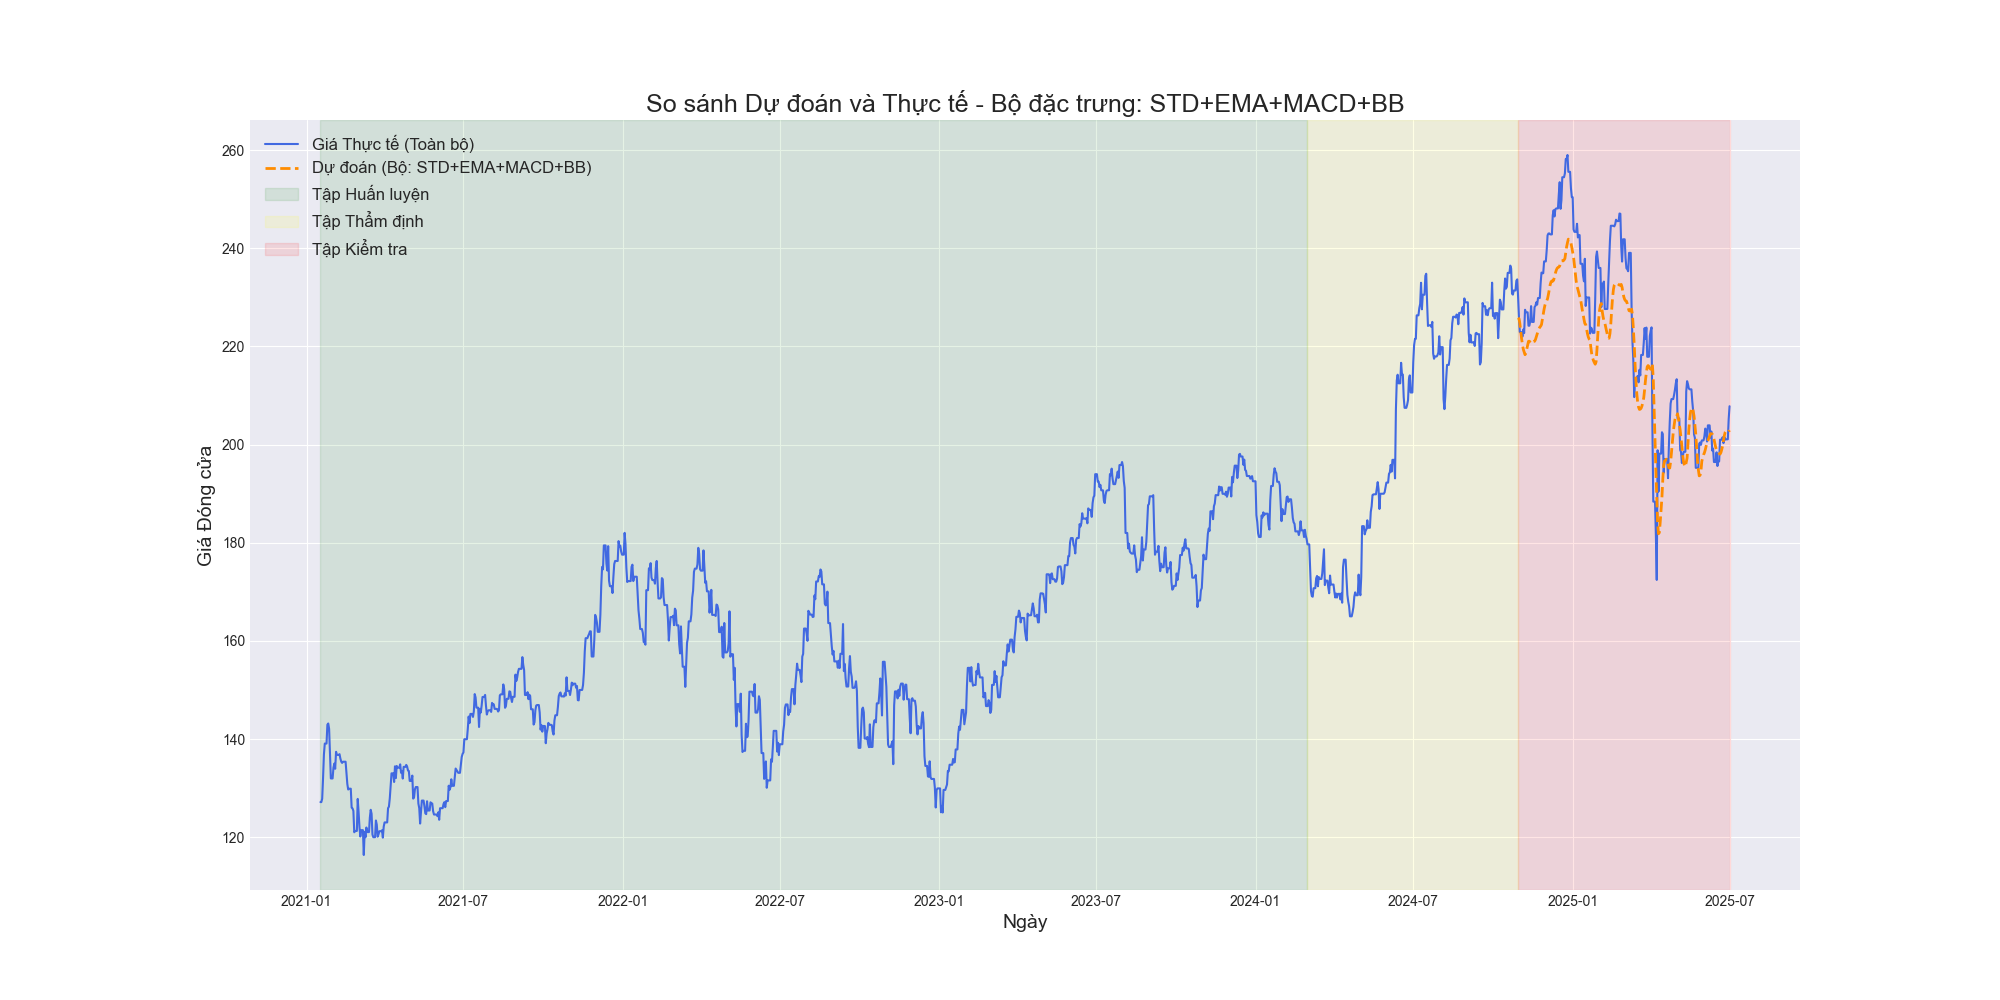 So sánh Dự đoán và Thực tế - Bộ đặc trưng: STD+EMA+MACD+BB
Giá Thực tế (Toàn bộ)
Dự đoán (Bộ: STD+EMA+MACD+BB)
Tập Huấn luyện
Tập Thẩm định
Tập Kiểm tra
Giá Đóng cửa
260
240
220
200
180
160
140
120
2021-01 2021-07 2022-01 2022-07 2023-01 2023-07 2024-01 2024-07 2025-01 2025-07
Ngày